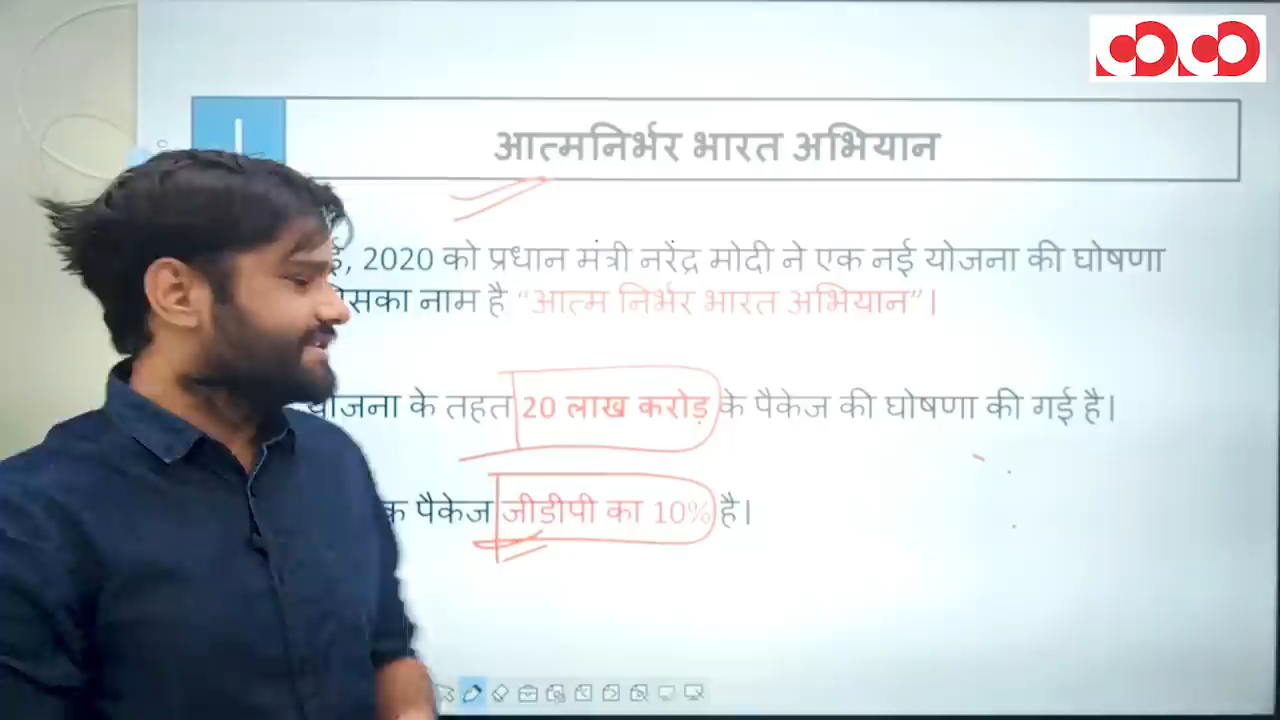 आत्मनिर्भर भारत अभियान
2020 को प्रधान मंत्री नरेंद्र मोदी ने एक नई योजना की घोषणा
नाम है “आत्म निर्भर भारत अभियान”।
योजना के तहत 20 लाख करोड़ के पैकेज की घोषणा की गई है।
पैकेज जीडीपी का 10% है।